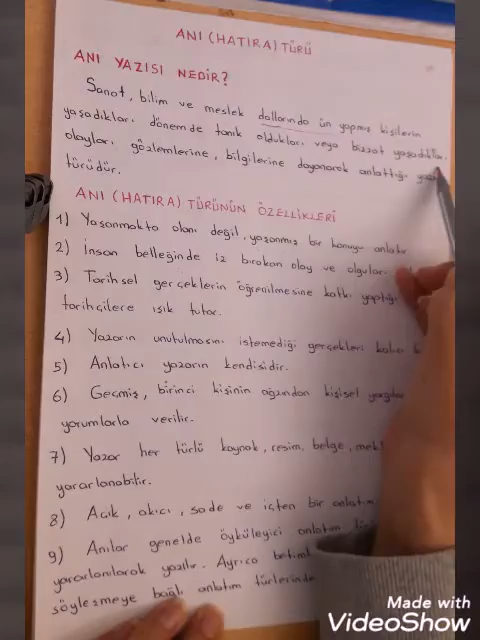 ANI (HATIRA) TÜRÜ
ANI YAZISI NEDİR?
Sanat, bilim ve meslek dallarında ün yapmış kişilerin
yaşadıkları dönemde tanık oldukları veya bizzat yaşadıkları
olayları gözlemlerine, bilgilerine dayanarak anlattığı
türüdür.
ANI (HATIRA) TÜRÜNÜN ÖZELLİKLERİ
1) Yaşanmakta olanı değil, yaşanmış bir konuyu anlatır
2) İnsan belleğinde iz bırakan olay ve olgular
3) Tarihsel gerçeklerin öğrenilmesine katkı yaptığı
tarihçilere ışık tutar.
4) Yazarın unutulmasını istemediği gerçekleri
5) Anlatıcı yazarın kendisidir.
6) Geçmiş, birinci kişinin ağzından kişisel
yorumlarla verilir.
7) Yazar her türlü kaynak, resim, belge,
yararlanabilir.
8) Açık, akıcı, sade ve içten bir anlatım
9) Anılar genelde öyküleyici anlatım
yararlanılarak yazılır. Ayrıca
söyleşmeye bağlı anlatım türlerinde
Made with
VideoShow